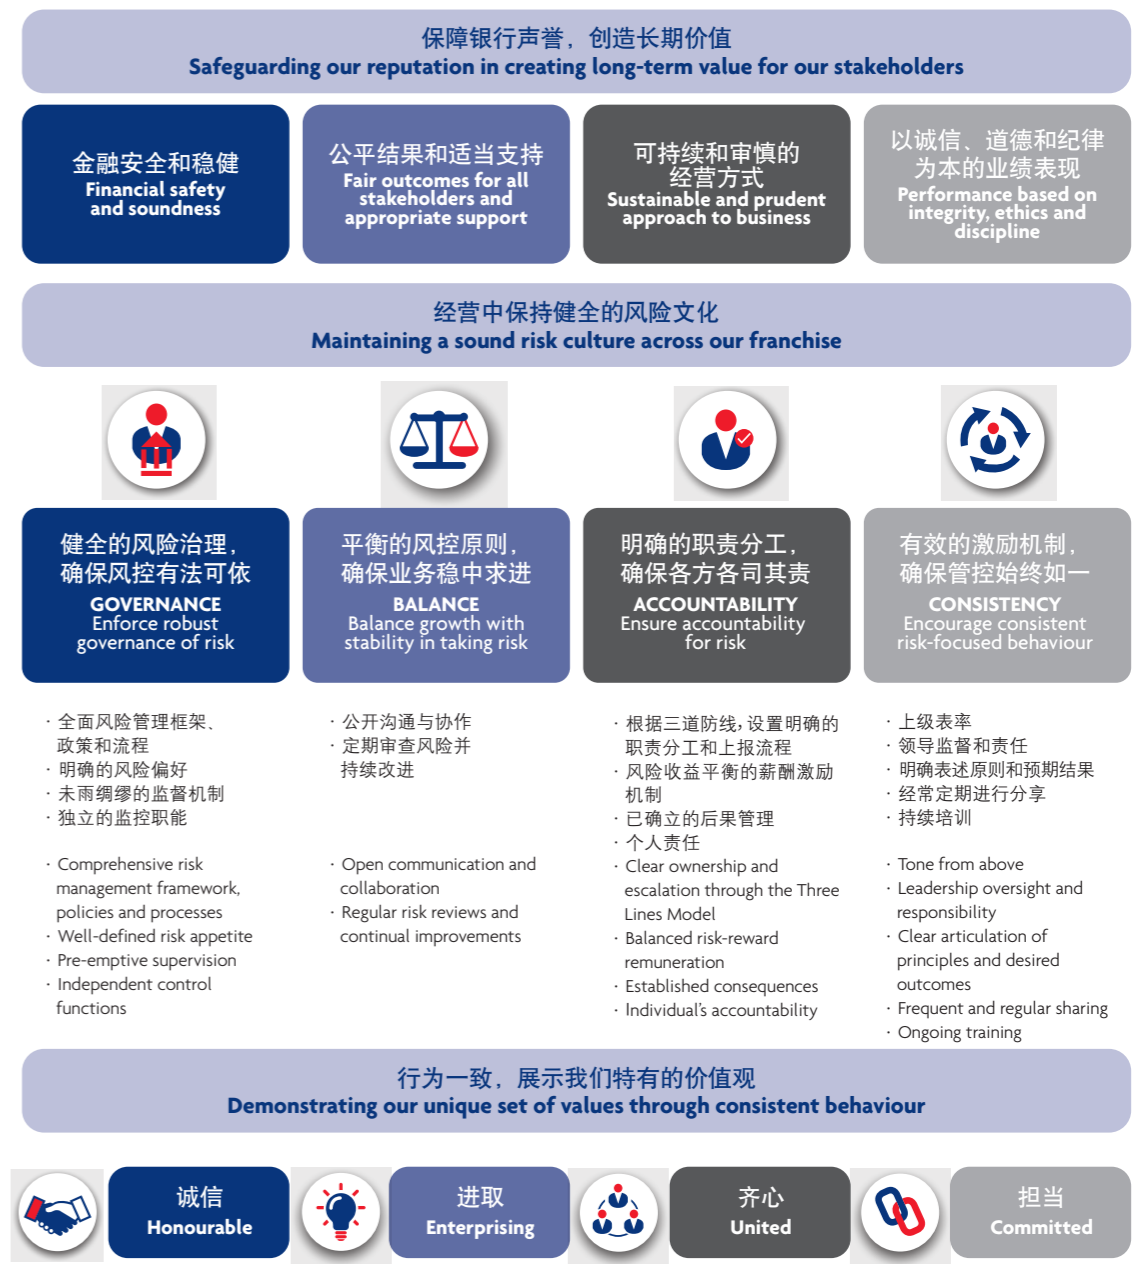 保障银行声誉，创造长期价值
Safeguarding our reputation in creating long-term value for our stakeholders
金融安全和稳健
Financial safety
and soundness
公平结果和适当支持
Fair outcomes for all
stakeholders and
appropriate support
可持续和审慎的
经营方式
Sustainable and prudent
approach to business
以诚信、道德和纪律
为本的业绩表现
Performance based on
integrity, ethics and
discipline
经营中保持健全的风险文化
Maintaining a sound risk culture across our franchise
健全的风险治理，
确保风控有法可依
GOVERNANCE
Enforce robust
governance of risk
平衡的风控原则，
确保业务稳中求进
BALANCE
Balance growth with
stability in taking risk
明确的职责分工，
确保各方各司其责
ACCOUNTABILITY
Ensure accountability
for risk
有效的激励机制，
确保管控始终如一
CONSISTENCY
Encourage consistent
risk-focused behaviour
· 全面风险管理框架、
政策和流程
· 明确的风险偏好
· 未雨绸缪的监督机制
· 独立的监控职能
· Comprehensive risk
management framework,
policies and processes
· Well-defined risk appetite
· Pre-emptive supervision
· Independent control
functions
· 公开沟通与协作
· 定期审查风险并
持续改进
· Open communication and
collaboration
· Regular risk reviews and
continual improvements
· 根据三道防线，设置明确的
职责分工和上报流程
· 风险收益平衡的薪酬激励
机制
· 已确立的后果管理
· 个人责任
· Clear ownership and
escalation through the Three
Lines Model
· Balanced risk-reward
remuneration
· Established consequences
· Individual's accountability
· 上级表率
· 领导监督和责任
· 明确表述原则和预期结果
· 经常定期进行分享
· 持续培训
· Tone from above
· Leadership oversight and
responsibility
· Clear articulation of
principles and desired
outcomes
· Frequent and regular sharing
· Ongoing training
行为一致，展示我们特有的价值观
Demonstrating our unique set of values through consistent behaviour
诚信
Honourable
进取
Enterprising
齐心
United
担当
Committed